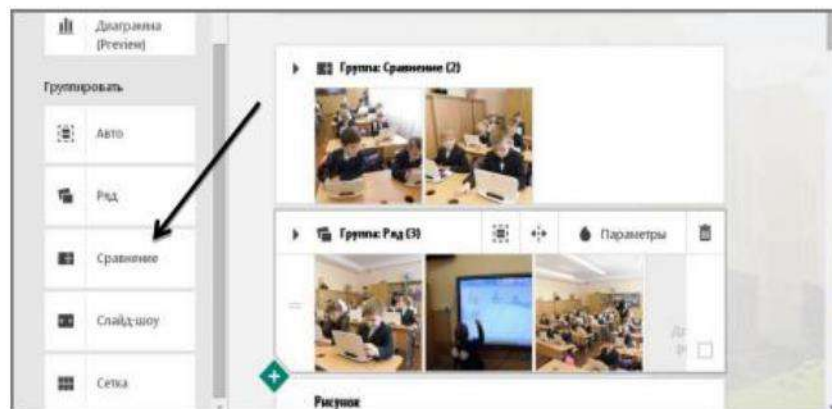 Диаграмма
(Preview)
Группировать
Авто
Ряд
Сравнение
Слайд-шоу
Сетка
Группа: Сравнение (2)
Группа: Ряд (3)
Параметры
Рисунок